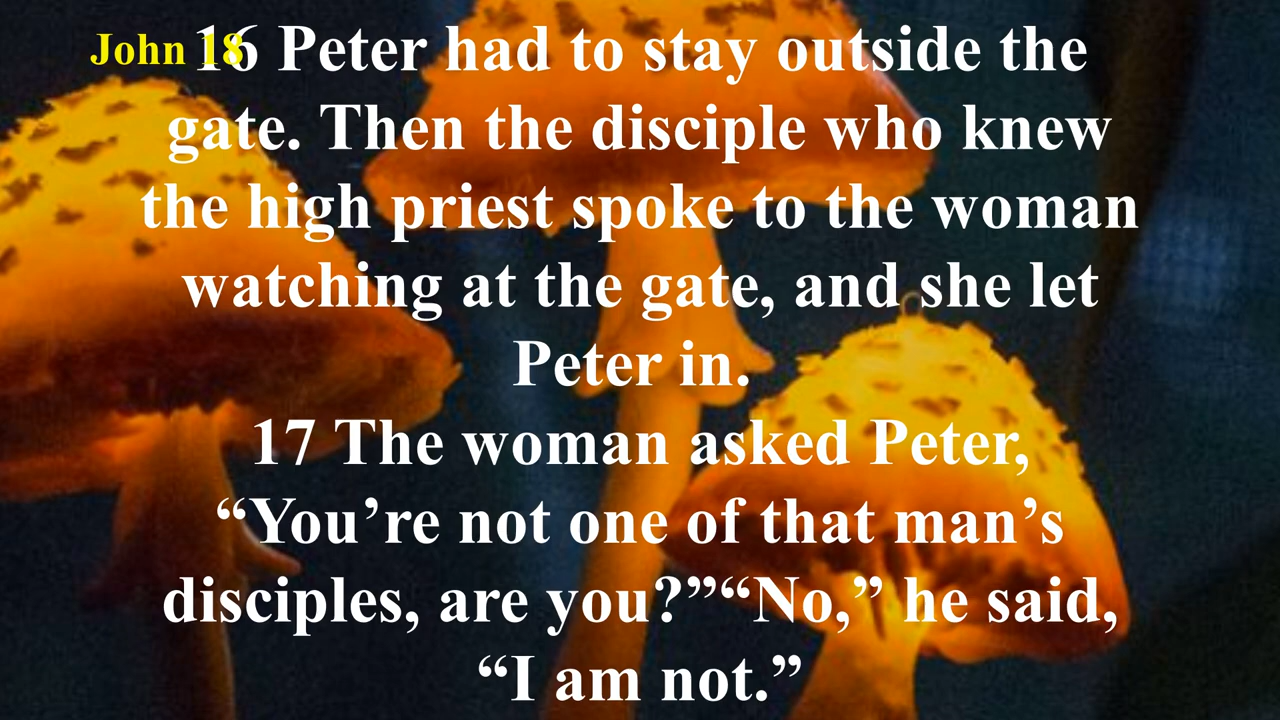 John 18
16 Peter had to stay outside the
gate. Then the disciple who knew
the high priest spoke to the woman
watching at the gate, and she let
Peter in.
17 The woman asked Peter,
“You’re not one of that man’s
disciples, are you?”“No,” he said,
“I am not.”